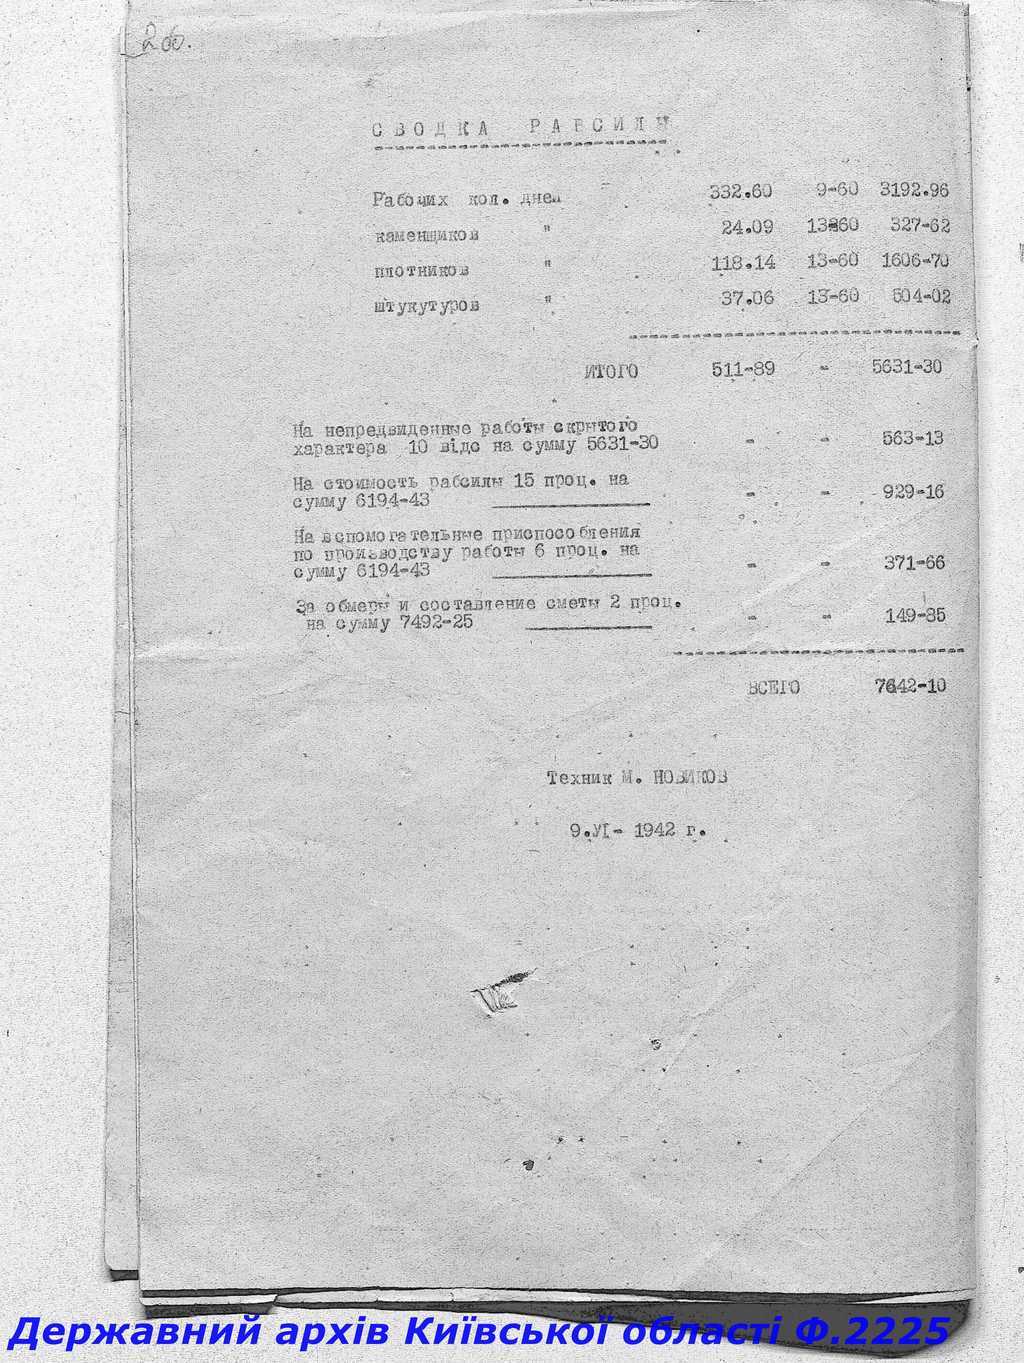 2об.
СВОДКА РАБСИЛЫ
Рабочих кол. дней 332.60 9-60 3192.96
каменщиков " 24.09 13-60 327-62
плотников " 118.14 13-60 1606-70
штукутуров " 37.06 13-60 504-02
ИТОГО 511-89 - 5631-30
На непредвиденные работы скрытого
характера 10 відс на сумму 5631-30 - - 563-13
На стоимость рабсилы 15 проц. на
сумму 6194-43 - - 929-16
На вспомогательные приспособления
по производству работы 6 проц. на
сумму 6194-43 - - 371-66
За обмеры и составление сметы 2 проц.
на сумму 7492-25 - - 149-85
ВСЕГО 7642-10
Техник М. НОВИКОВ
9.VI- 1942 г.
Державний архів Київської області Ф.2225